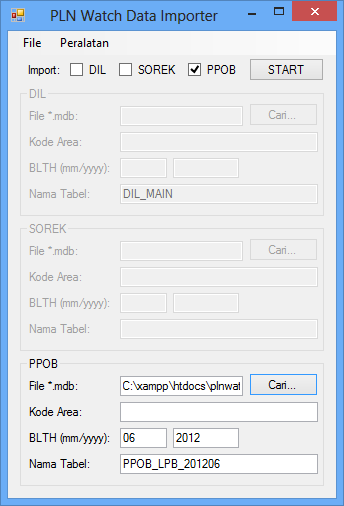 PLN Watch Data Importer
File Peralatan
Import: DIL SOREK PPOB START
DIL
File *.mdb: Cari...
Kode Area:
BLTH (mm/yyyy):
Nama Tabel: DIL_MAIN
SOREK
File *.mdb: Cari...
Kode Area:
BLTH (mm/yyyy):
Nama Tabel:
PPOB
File *.mdb: C:\xampp\htdocs\plnwat Cari...
Kode Area:
BLTH (mm/yyyy): 06 2012
Nama Tabel: PPOB_LPB_201206